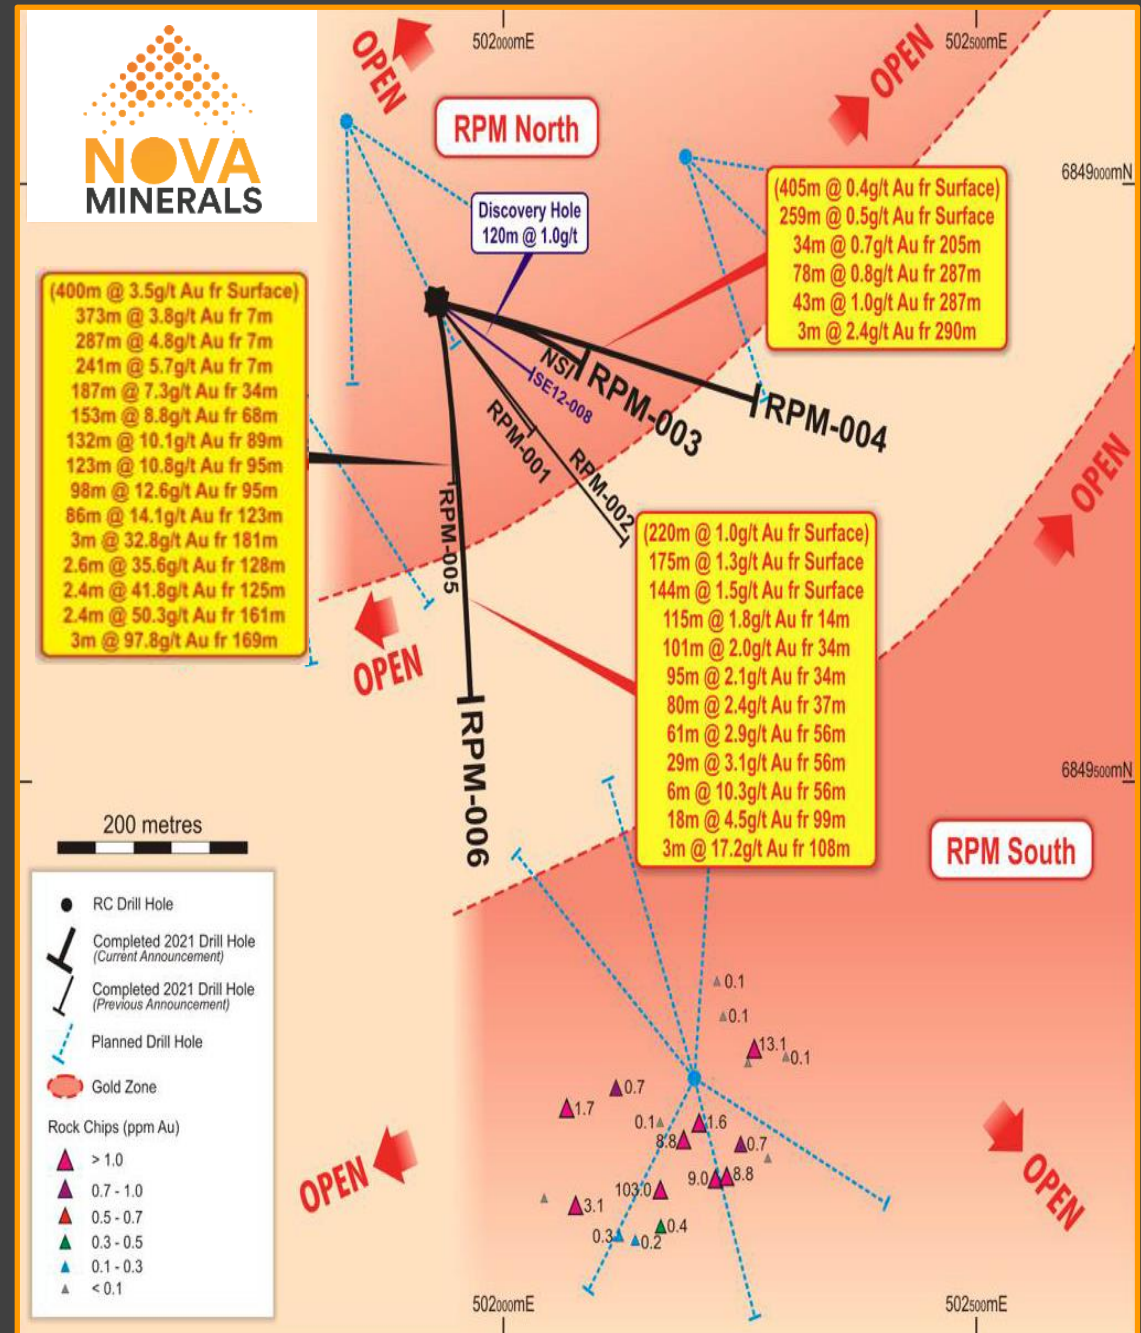 NOVA
MINERALS
502000mE
502500mE
OPEN
OPEN
RPM North
6849000mN
Discovery Hole
120m @ 1.0g/t
(405m @ 0.4g/t Au fr Surface)
259m @ 0.5g/t Au fr Surface
34m @ 0.7g/t Au fr 205m
78m @ 0.8g/t Au fr 287m
43m @ 1.0g/t Au fr 287m
3m @ 2.4g/t Au fr 290m
(400m @ 3.5g/t Au fr Surface)
373m @ 3.8g/t Au fr 7m
287m @ 4.8g/t Au fr 7m
241m @ 5.7g/t Au fr 7m
187m @ 7.3g/t Au fr 34m
153m @ 8.8g/t Au fr 68m
132m @ 10.1g/t Au fr 89m
123m @ 10.8g/t Au fr 95m
98m @ 12.6g/t Au fr 95m
86m @ 14.1g/t Au fr 123m
3m @ 32.8g/t Au fr 181m
2.6m @ 35.6g/t Au fr 128m
2.4m @ 41.8g/t Au fr 125m
2.4m @ 50.3g/t Au fr 161m
3m @ 97.8g/t Au fr 169m
NSI
SE12-008
RPM-003
RPM-004
RPM-001
RPM-002
RPM-005
RPM-006
OPEN
OPEN
(220m @ 1.0g/t Au fr Surface)
175m @ 1.3g/t Au fr Surface
144m @ 1.5g/t Au fr Surface
115m @ 1.8g/t Au fr 14m
101m @ 2.0g/t Au fr 34m
95m @ 2.1g/t Au fr 34m
80m @ 2.4g/t Au fr 37m
61m @ 2.9g/t Au fr 56m
29m @ 3.1g/t Au fr 56m
6m @ 10.3g/t Au fr 56m
18m @ 4.5g/t Au fr 99m
3m @ 17.2g/t Au fr 108m
6849500mN
RPM South
200 metres
RC Drill Hole
Completed 2021 Drill Hole
(Current Announcement)
Completed 2021 Drill Hole
(Previous Announcement)
Planned Drill Hole
Gold Zone
Rock Chips (ppm Au)
> 1.0
0.7 - 1.0
0.5 - 0.7
0.3 - 0.5
0.1 - 0.3
< 0.1
0.1
0.1
13.1
0.1
0.7
1.7
0.1
1.6
8.8
0.7
9.0
8.8
103.0
3.1
0.4
0.3
0.2
OPEN
OPEN
502000mE
502500mE